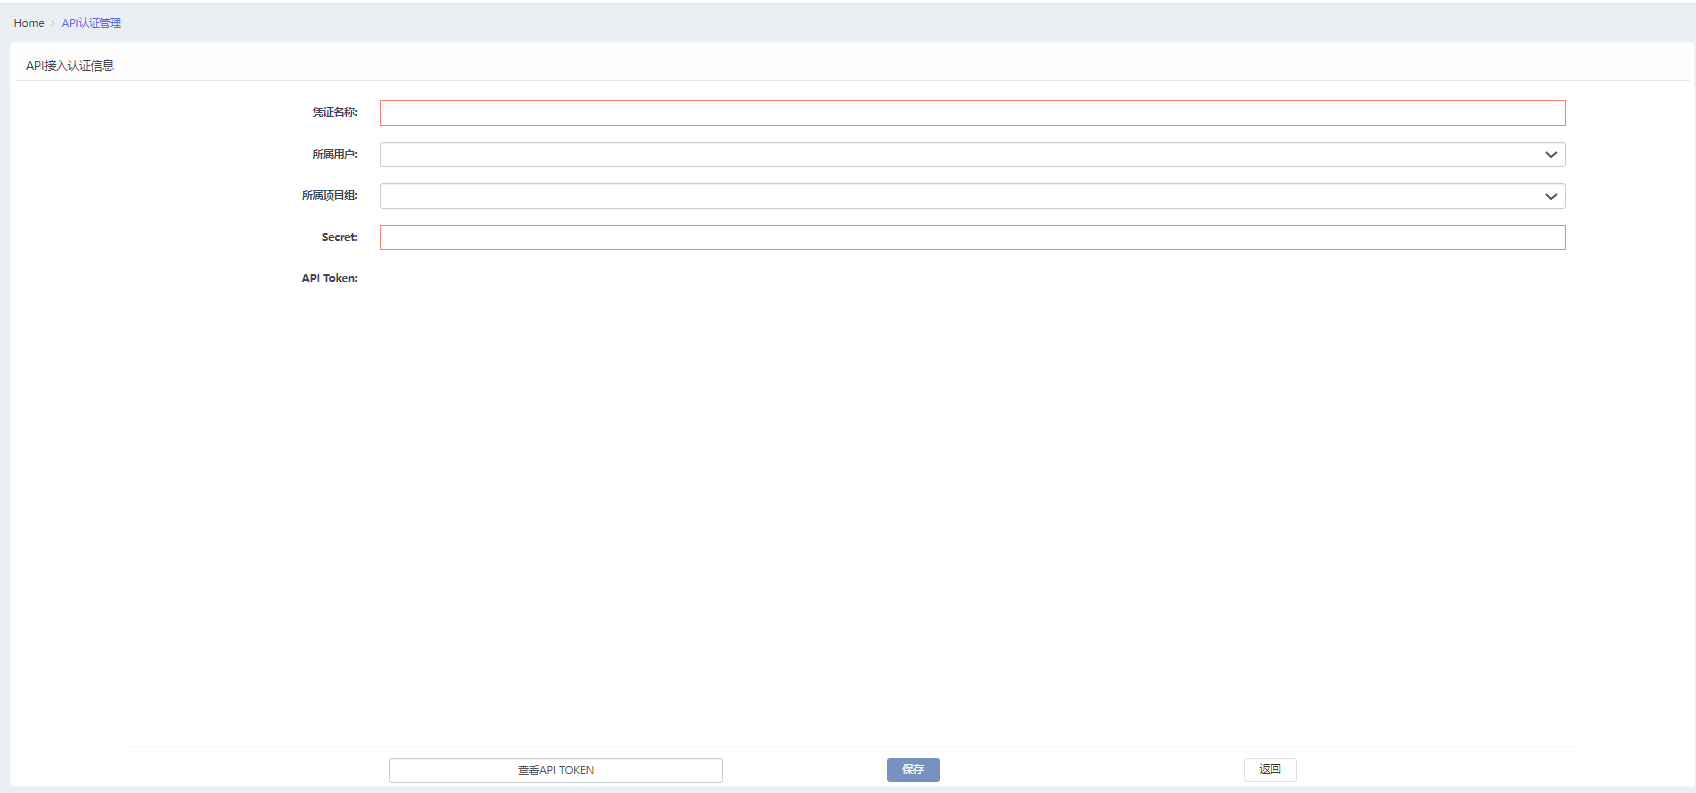 Home > API认证管理
API接入认证信息
凭证名称:
所属用户:
所属项目组:
Secret:
API Token:
查看API TOKEN 保存 返回